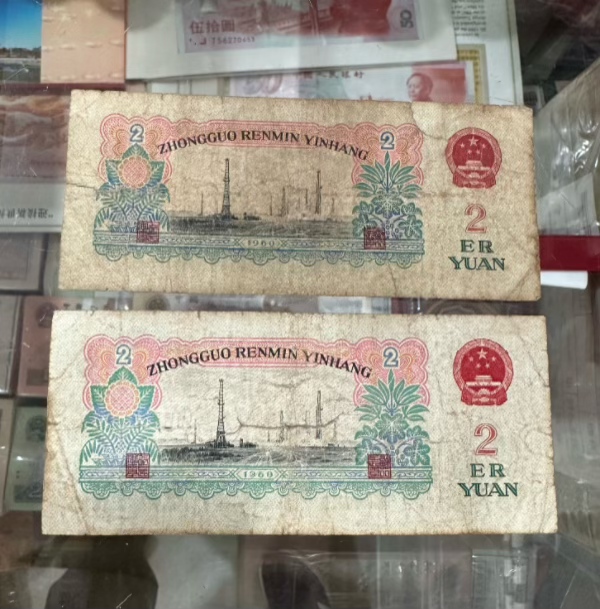 伍拾圆
50
2
ZHONGGUO RENMIN YINHANG
2
1960
2
ER
YUAN
2
ZHONGGUO RENMIN YINHANG
2
1960
2
ER
YUAN